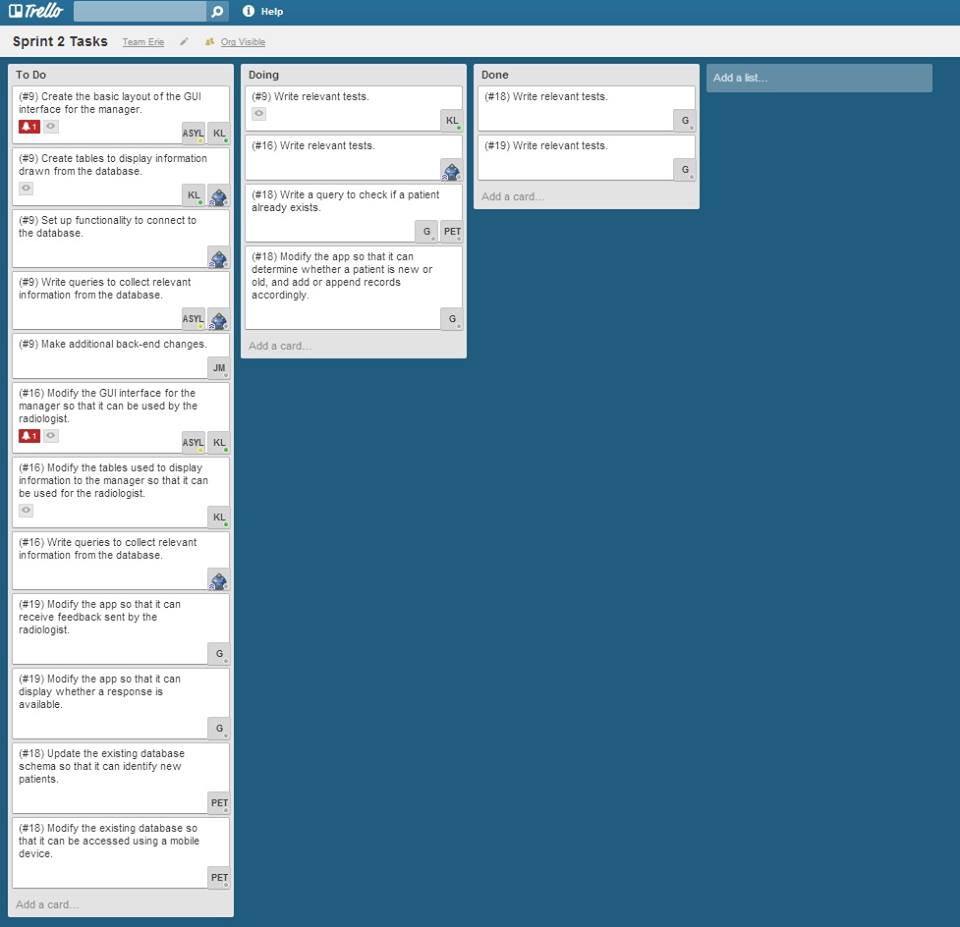 Trello
Help
Sprint 2 Tasks
Team Erie
Org Visible
To Do
(#9) Create the basic layout of the GUI
interface for the manager.
1
ASYL
KL
(#9) Create tables to display information
drawn from the database.
KL
(#9) Set up functionality to connect to
the database.
(#9) Write queries to collect relevant
information from the database.
ASYL
(#9) Make additional back-end changes.
JM
(#16) Modify the GUI interface for the
manager so that it can be used by the
radiologist.
1
ASYL
KL
(#16) Modify the tables used to display
information to the manager so that it can
be used for the radiologist.
KL
(#16) Write queries to collect relevant
information from the database.
(#19) Modify the app so that it can
receive feedback sent by the
radiologist.
G
(#19) Modify the app so that it can
display whether a response is
available.
G
(#18) Update the existing database
schema so that it can identify new
patients.
PET
(#18) Modify the existing database so
that it can be accessed using a mobile
device.
PET
Add a card...
Doing
(#9) Write relevant tests.
KL
(#16) Write relevant tests.
(#18) Write a query to check if a patient
already exists.
G
PET
(#18) Modify the app so that it can
determine whether a patient is new or
old, and add or append records
accordingly.
G
Add a card...
Done
(#18) Write relevant tests.
G
(#19) Write relevant tests.
G
Add a card...
Add a list...